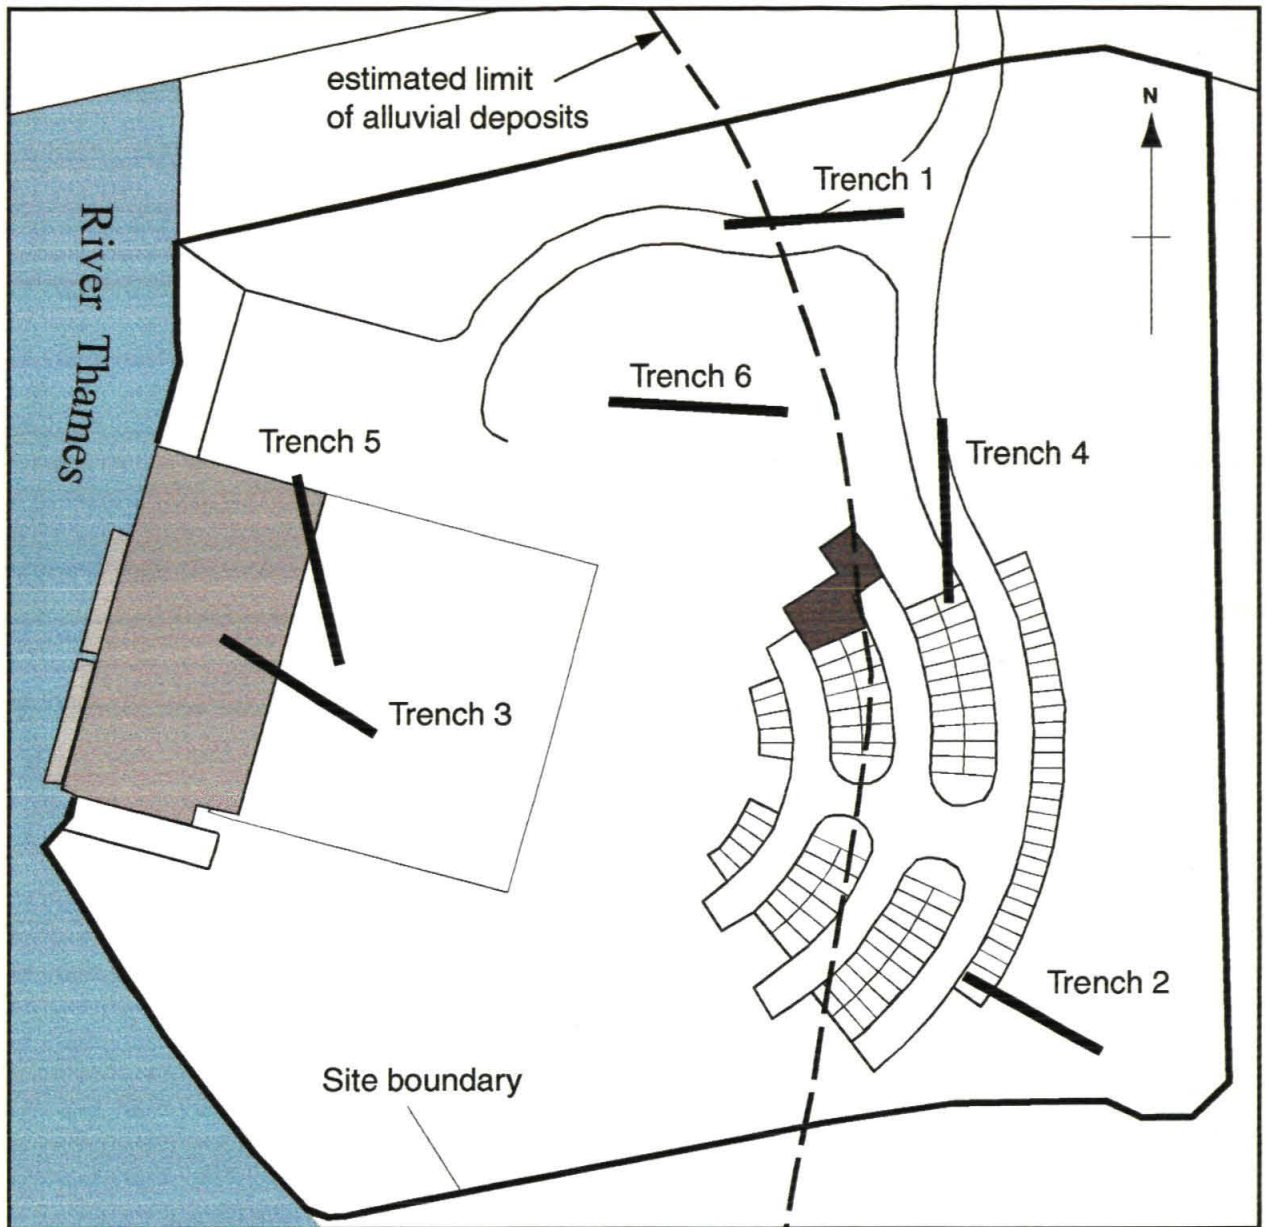 estimated limit
of alluvial deposits
N
Trench 1
River Thames
Trench 6
Trench 5
Trench 4
Trench 3
Trench 2
Site boundary